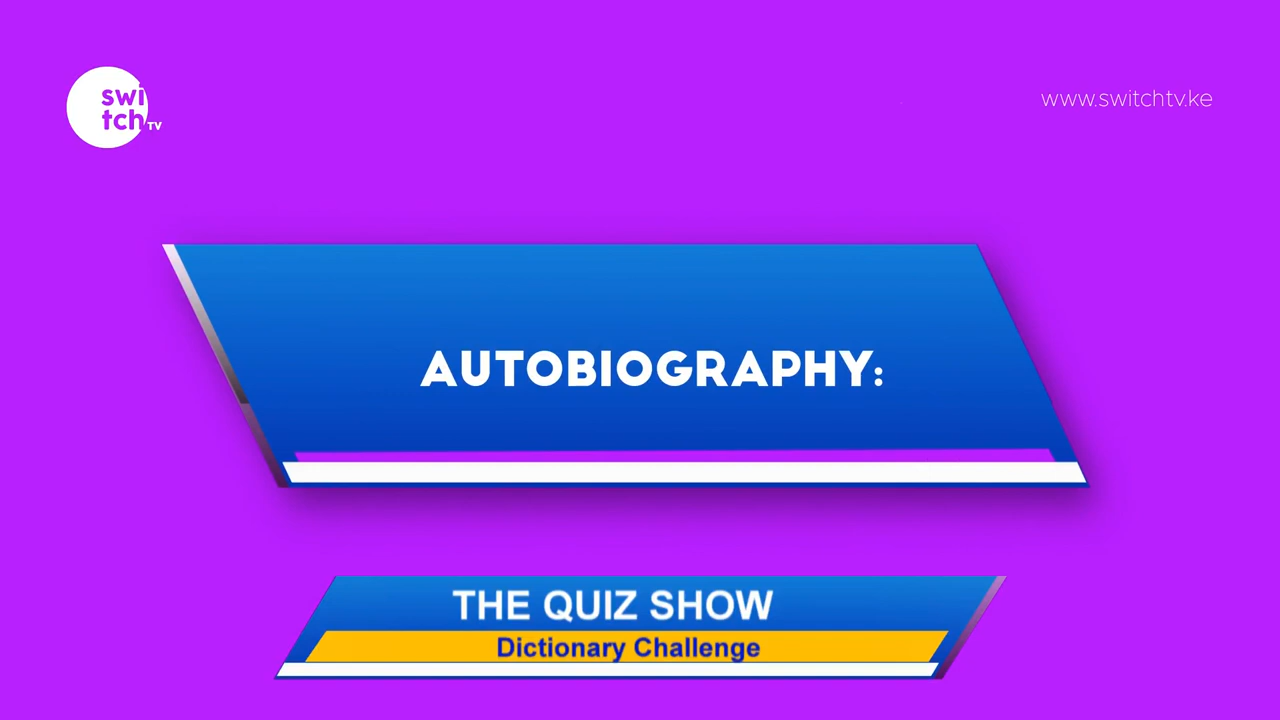 swi
tch TV
www.switchtv.ke
AUTOBIOGRAPHY:
THE QUIZ SHOW
Dictionary Challenge